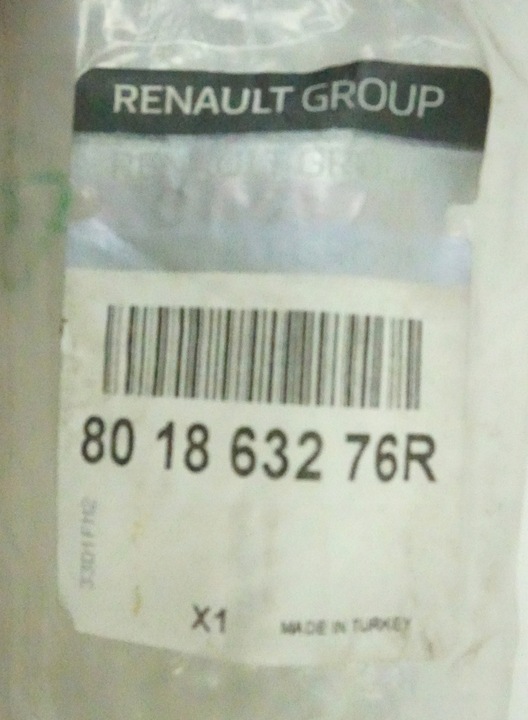 RENAULT GROUP
80 18 632 76R
X1
MADE IN TURKEY